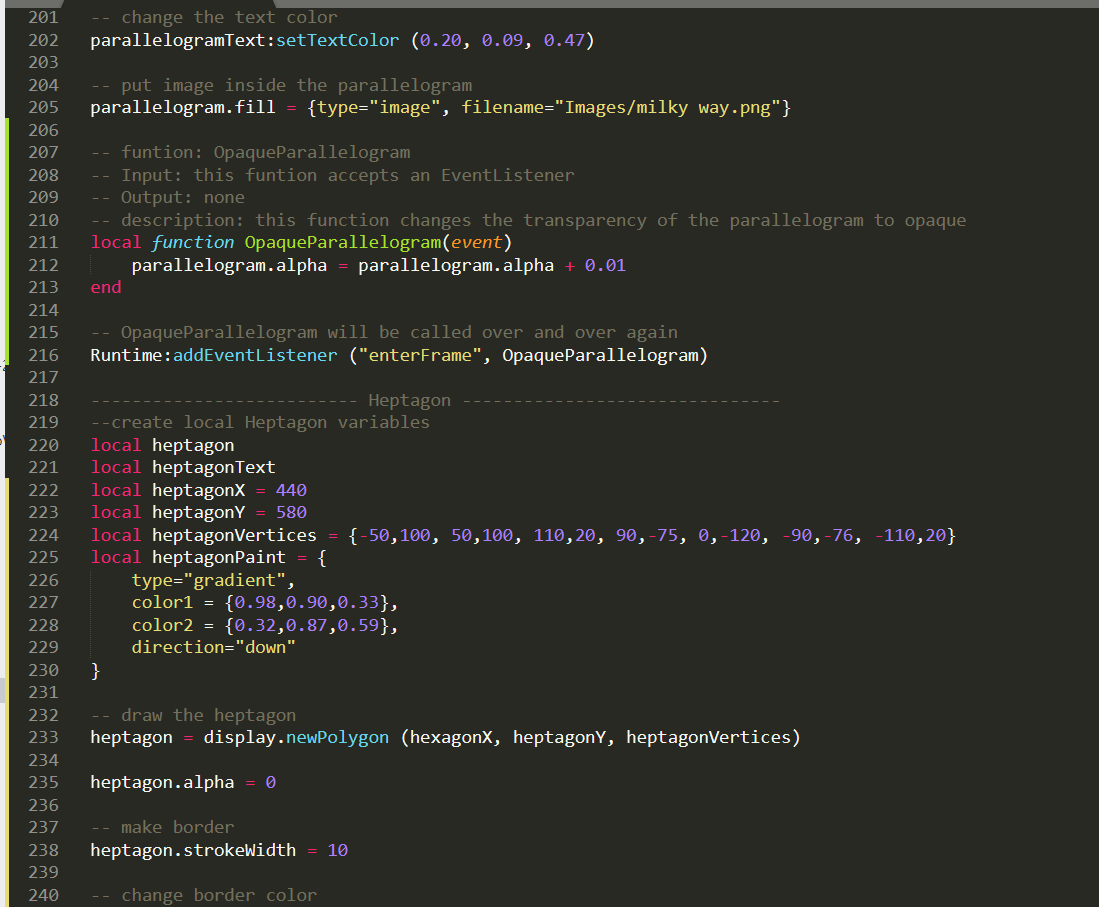 201 -- change the text color
202 parallelogramText:setTextColor (0.20, 0.09, 0.47)
203
204 -- put image inside the parallelogram
205 parallelogram.fill = {type="image", filename="Images/milky way.png"}
206
207 -- funtion: OpaqueParallelogram
208 -- Input: this funtion accepts an EventListener
209 -- Output: none
210 -- description: this function changes the transparency of the parallelogram to opaque
211 local function OpaqueParallelogram(event)
212     parallelogram.alpha = parallelogram.alpha + 0.01
213 end
214
215 -- OpaqueParallelogram will be called over and over again
216 Runtime:addEventListener ("enterFrame", OpaqueParallelogram)
217
218 -------------------------- Heptagon -------------------------------
219 --create local Heptagon variables
220 local heptagon
221 local heptagonText
222 local heptagonX = 440
223 local heptagonY = 580
224 local heptagonVertices = {-50,100, 50,100, 110,20, 90,-75, 0,-120, -90,-76, -110,20}
225 local heptagonPaint = {
226     type="gradient",
227     color1 = {0.98,0.90,0.33},
228     color2 = {0.32,0.87,0.59},
229     direction="down"
230 }
231
232 -- draw the heptagon
233 heptagon = display.newPolygon (hexagonX, heptagonY, heptagonVertices)
234
235 heptagon.alpha = 0
236
237 -- make border
238 heptagon.strokeWidth = 10
239
240 -- change border color